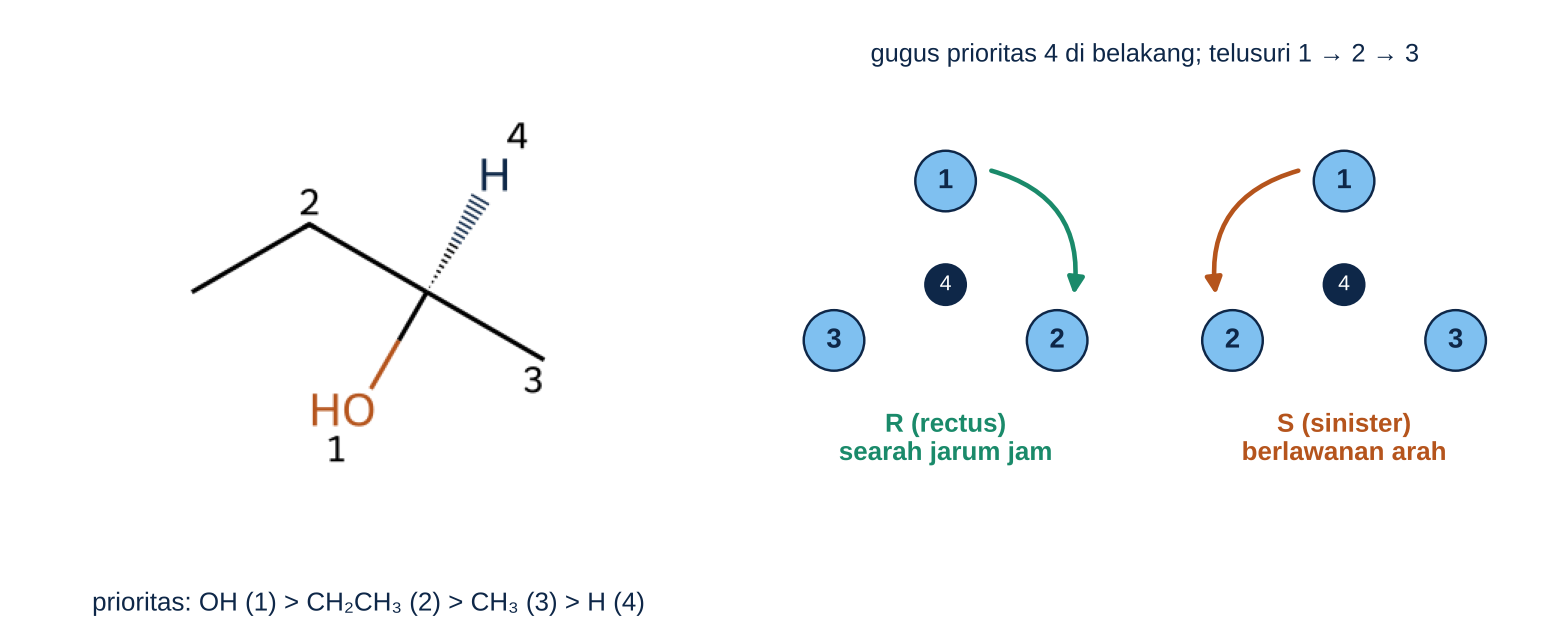 gugus prioritas 4 di belakang; telusuri 1 → 2 → 3
4
H
2
3
HO
1
1
4
3
2
R (rectus)
searah jarum jam
1
4
2
3
S (sinister)
berlawanan arah
prioritas: OH (1) > CH₂CH₃ (2) > CH₃ (3) > H (4)